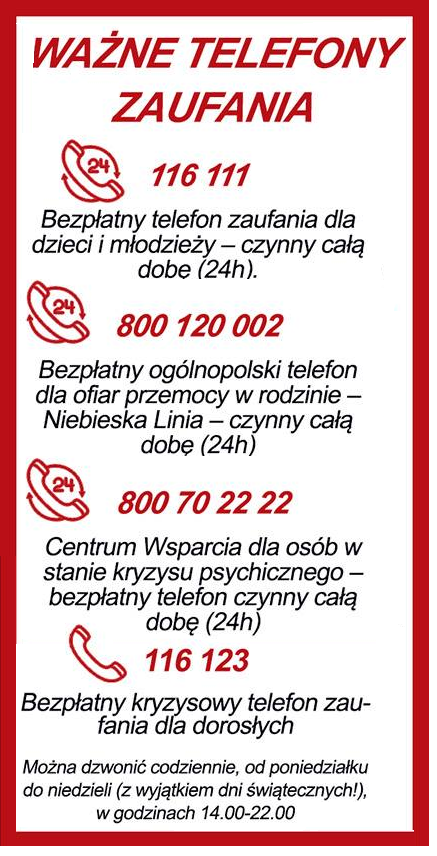 WAŻNE TELEFONY
ZAUFANIA
24
116 111
Bezpłatny telefon zaufania dla
dzieci i młodzieży – czynny całą
dobę (24h).
24
800 120 002
Bezpłatny ogólnopolski telefon
dla ofiar przemocy w rodzinie –
Niebieska Linia – czynny całą
dobę (24h)
24
800 70 22 22
Centrum Wsparcia dla osób w
stanie kryzysu psychicznego –
bezpłatny telefon czynny całą
dobę (24h)
116 123
Bezpłatny kryzysowy telefon zau-
fania dla dorosłych
Można dzwonić codziennie, od poniedziałku
do niedzieli (z wyjątkiem dni świątecznych!),
w godzinach 14.00-22.00